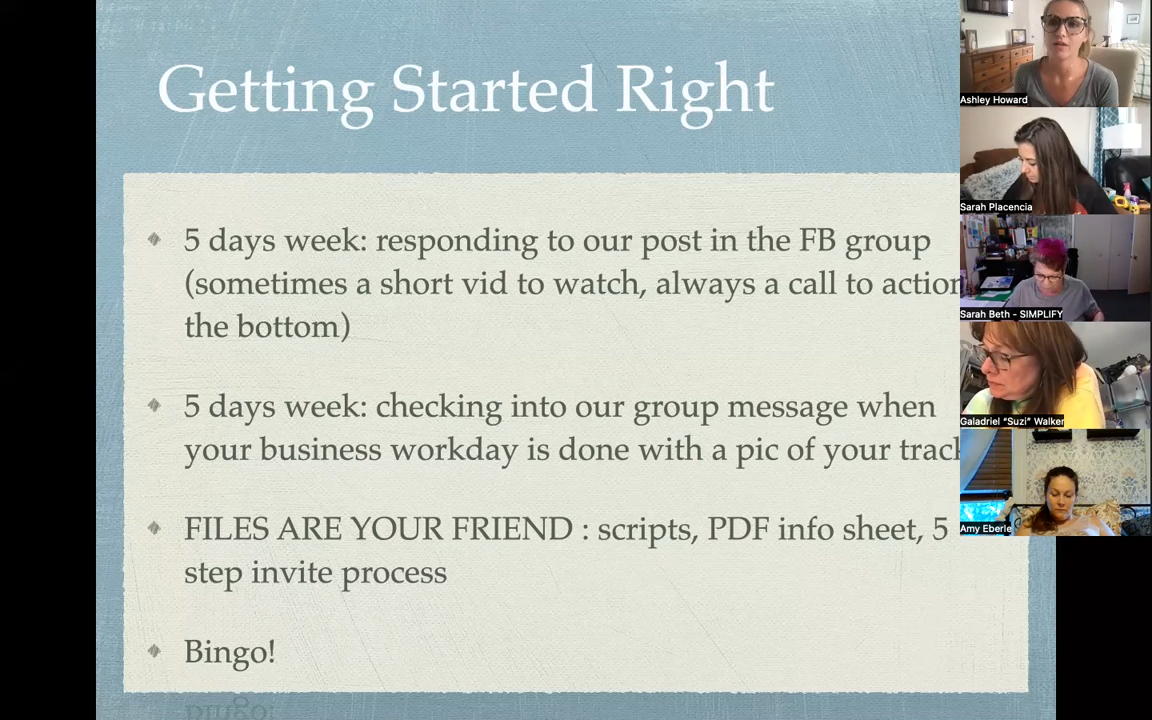 Getting Started Right
5 days week: responding to our post in the FB group
(sometimes a short vid to watch, always a call to action
the bottom)
5 days week: checking into our group message when
your business workday is done with a pic of your track
FILES ARE YOUR FRIEND : scripts, PDF info sheet, 5
step invite process
Bingo!
Ashley Howard
Sarah Placencia
Sarah Beth - SIMPLIFY
Galadriel “Suzi” Walker
Amy Eberle